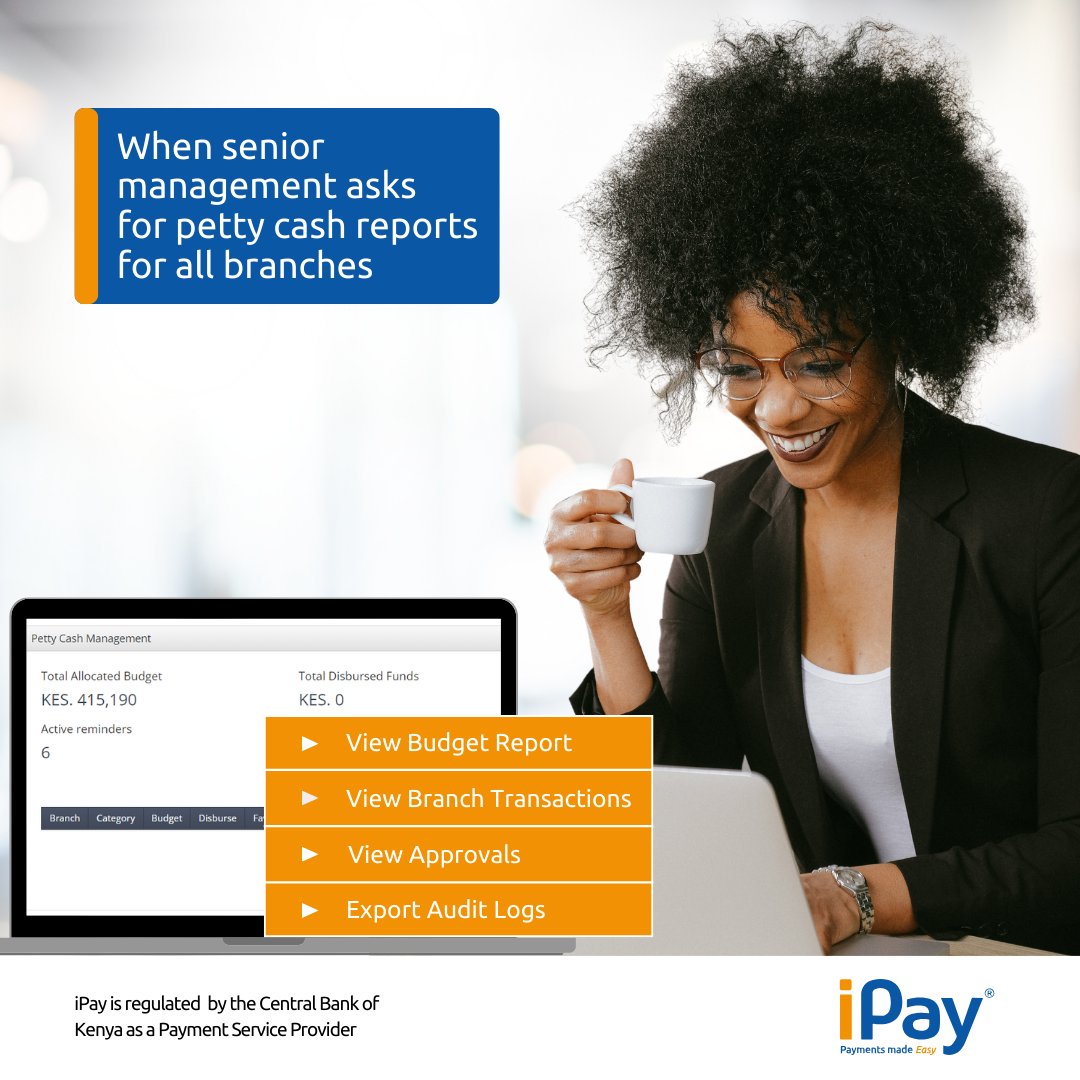 When senior
management asks
for petty cash reports
for all branches
Petty Cash Management
Total Allocated Budget
Total Disbursed Funds
KES. 415,190
KES. 0
Active reminders
6
Branch Category Budget Disburse Fa
View Budget Report
View Branch Transactions
View Approvals
Export Audit Logs
iPay is regulated by the Central Bank of
Kenya as a Payment Service Provider
iPay®
Payments made Easy